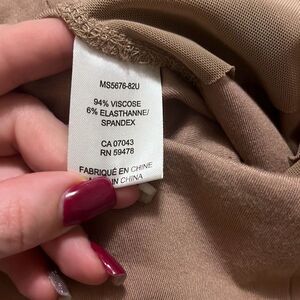 MS5676-82U
94% VISCOSE
6% ELASTHANNE/
SPANDEX
CA 07043
RN 59478
FABRIQUÉ EN CHINE
IN CHINA